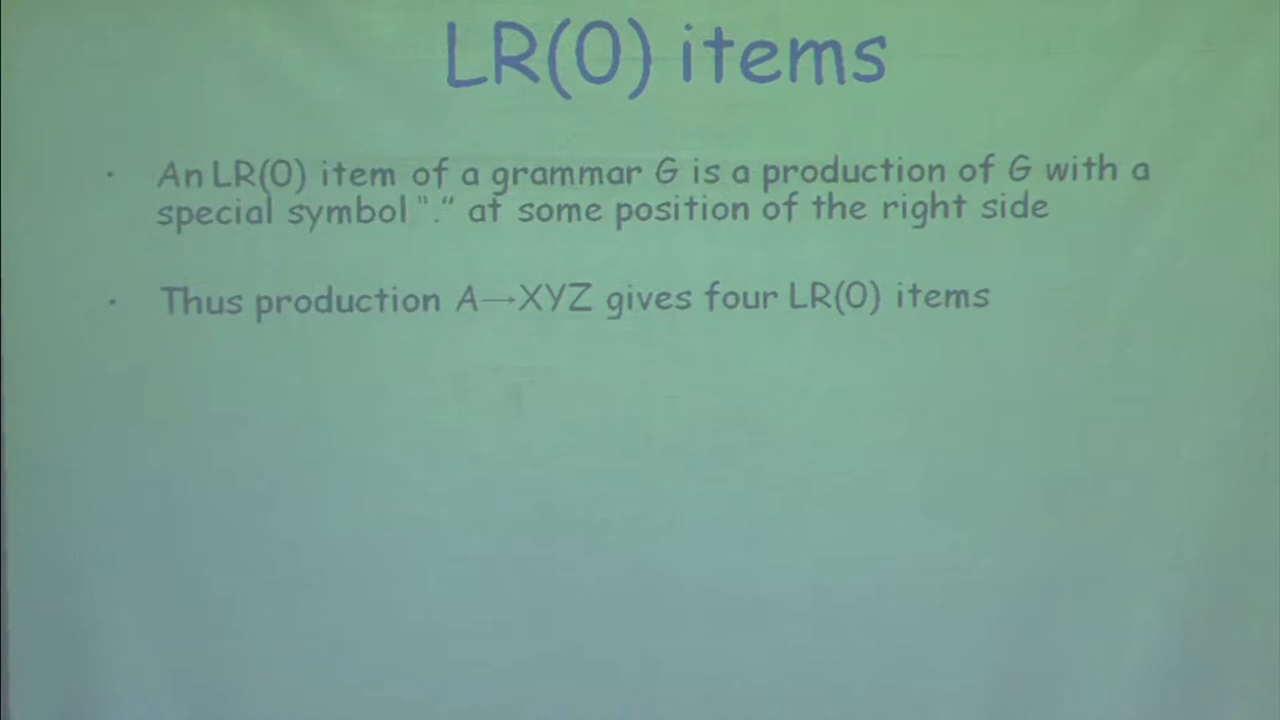 LR(0) items
· An LR(0) item of a grammar G is a production of G with a
special symbol "." at some position of the right side
· Thus production A→XYZ gives four LR(0) items